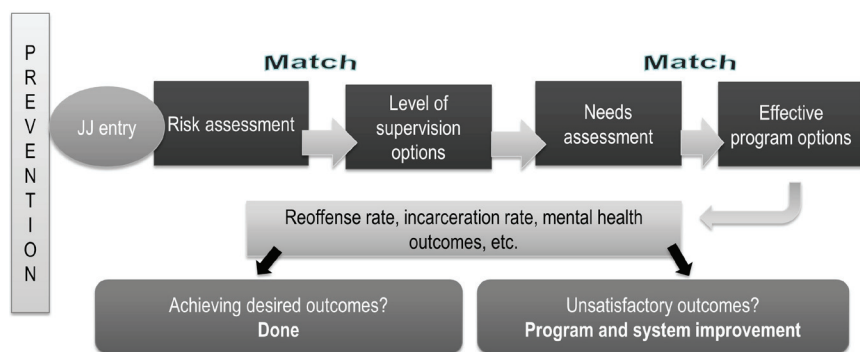 PREVENTION
Match
Match
JJ entry
Risk assessment
Level of
supervision
options
Needs
assessment
Effective
program options
Reoffense rate, incarceration rate, mental health
outcomes, etc.
Achieving desired outcomes?
Done
Unsatisfactory outcomes?
Program and system improvement